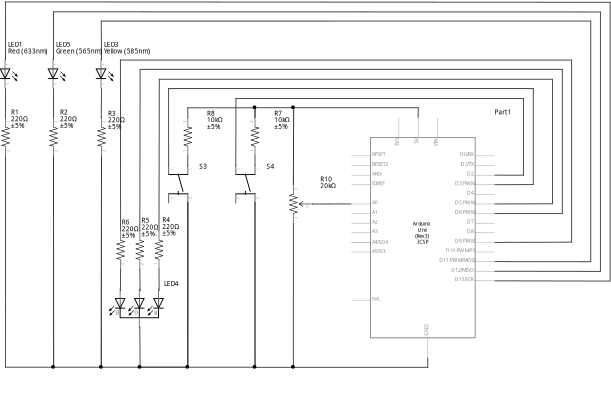 LED1
Red (633nm)
LED5
Green (565nm)
LED3
Yellow (585nm)
R1
220Ω
±5%
R2
220Ω
±5%
R3
220Ω
±5%
R8
10kΩ
±5%
R7
10kΩ
±5%
Part1
S3
S4
R10
20kΩ
R6
220Ω
±5%
R5
220Ω
±5%
R4
220Ω
±5%
LED4
3V3
5V
VIN
RESET
RESET2
AREF
IOREF
A0
A1
A2
A3
A4/SDA
A5/SCL
N/C
D0/RX
D1/TX
D2
D3 PWM
D4
D5 PWM
D6 PWM
D7
D8
D9 PWM
D10 PWM/SS
D11 PWM/MOSI
D12/MISO
D13/SCK
Arduino
Uno
(Rev3)
ICSP
GND